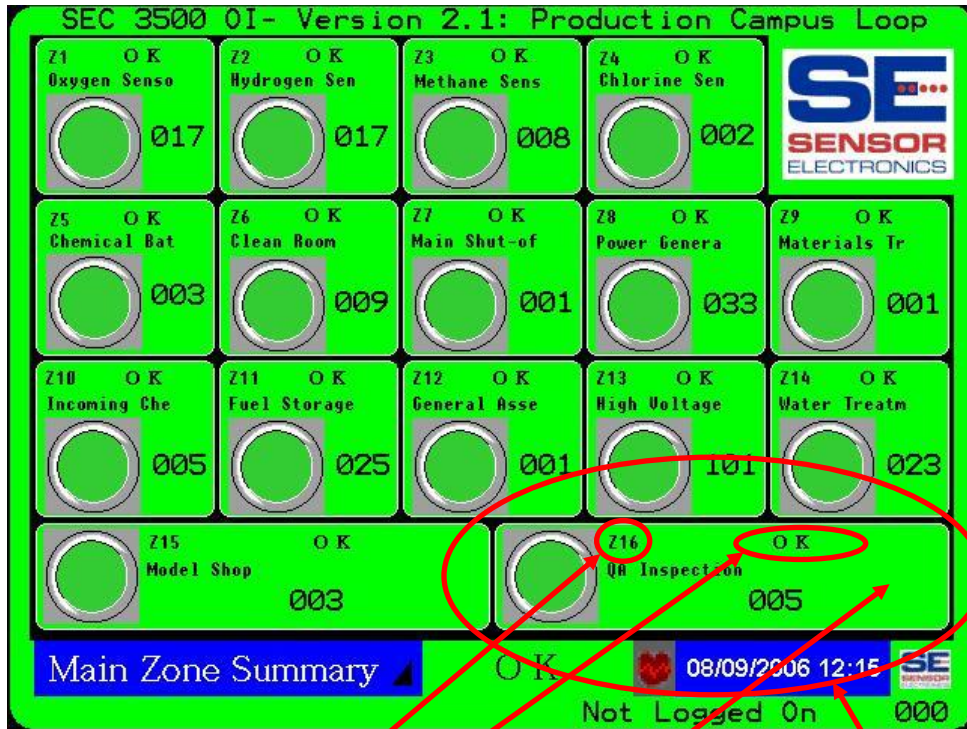 SEC 3500 OI- Version 2.1: Production Campus Loop
Z1 OK
Oxygen Senso
017
Z2 OK
Hydrogen Sen
017
Z3 OK
Methane Sens
008
Z4 OK
Chlorine Sen
002
SE
SENSOR
ELECTRONICS
Z5 OK
Chemical Bat
003
Z6 OK
Clean Room
009
Z7 OK
Main Shut-of
001
Z8 OK
Power Genera
033
Z9 OK
Materials Tr
001
Z10 OK
Incoming Che
005
Z11 OK
Fuel Storage
025
Z12 OK
General Asse
001
Z13 OK
High Voltage
101
Z14 OK
Water Treatm
023
Z15 OK
Model Shop
003
Z16 OK
QA Inspection
005
Main Zone Summary OK 08/09/2006 12:15 SE
SENSOR
Not Logged On 000